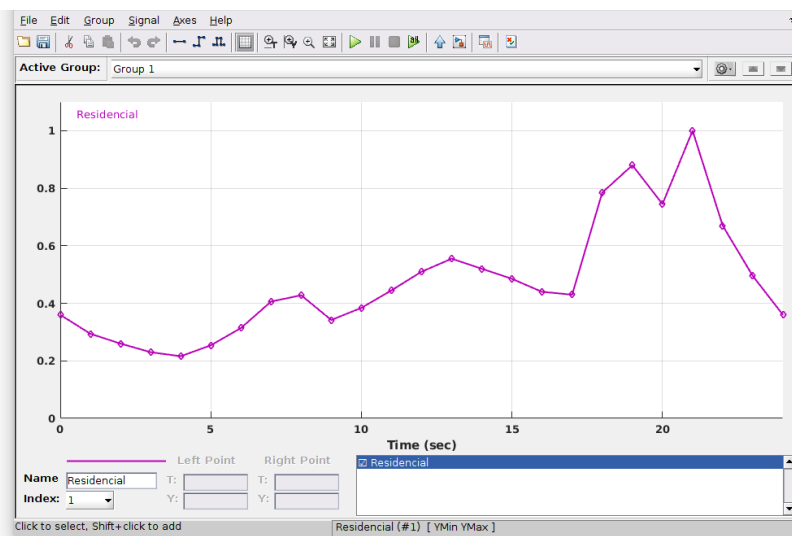 File Edit Group Signal Axes Help
Active Group: Group 1
Residencial
1
0.8
0.6
0.4
0.2
0
0 5 10 15 20
Time (sec)
Left Point Right Point
Name Residencial T: T:
Index: 1 Y: Y:
Residencial
Click to select, Shift+click to add Residencial (#1) [ YMin YMax ]